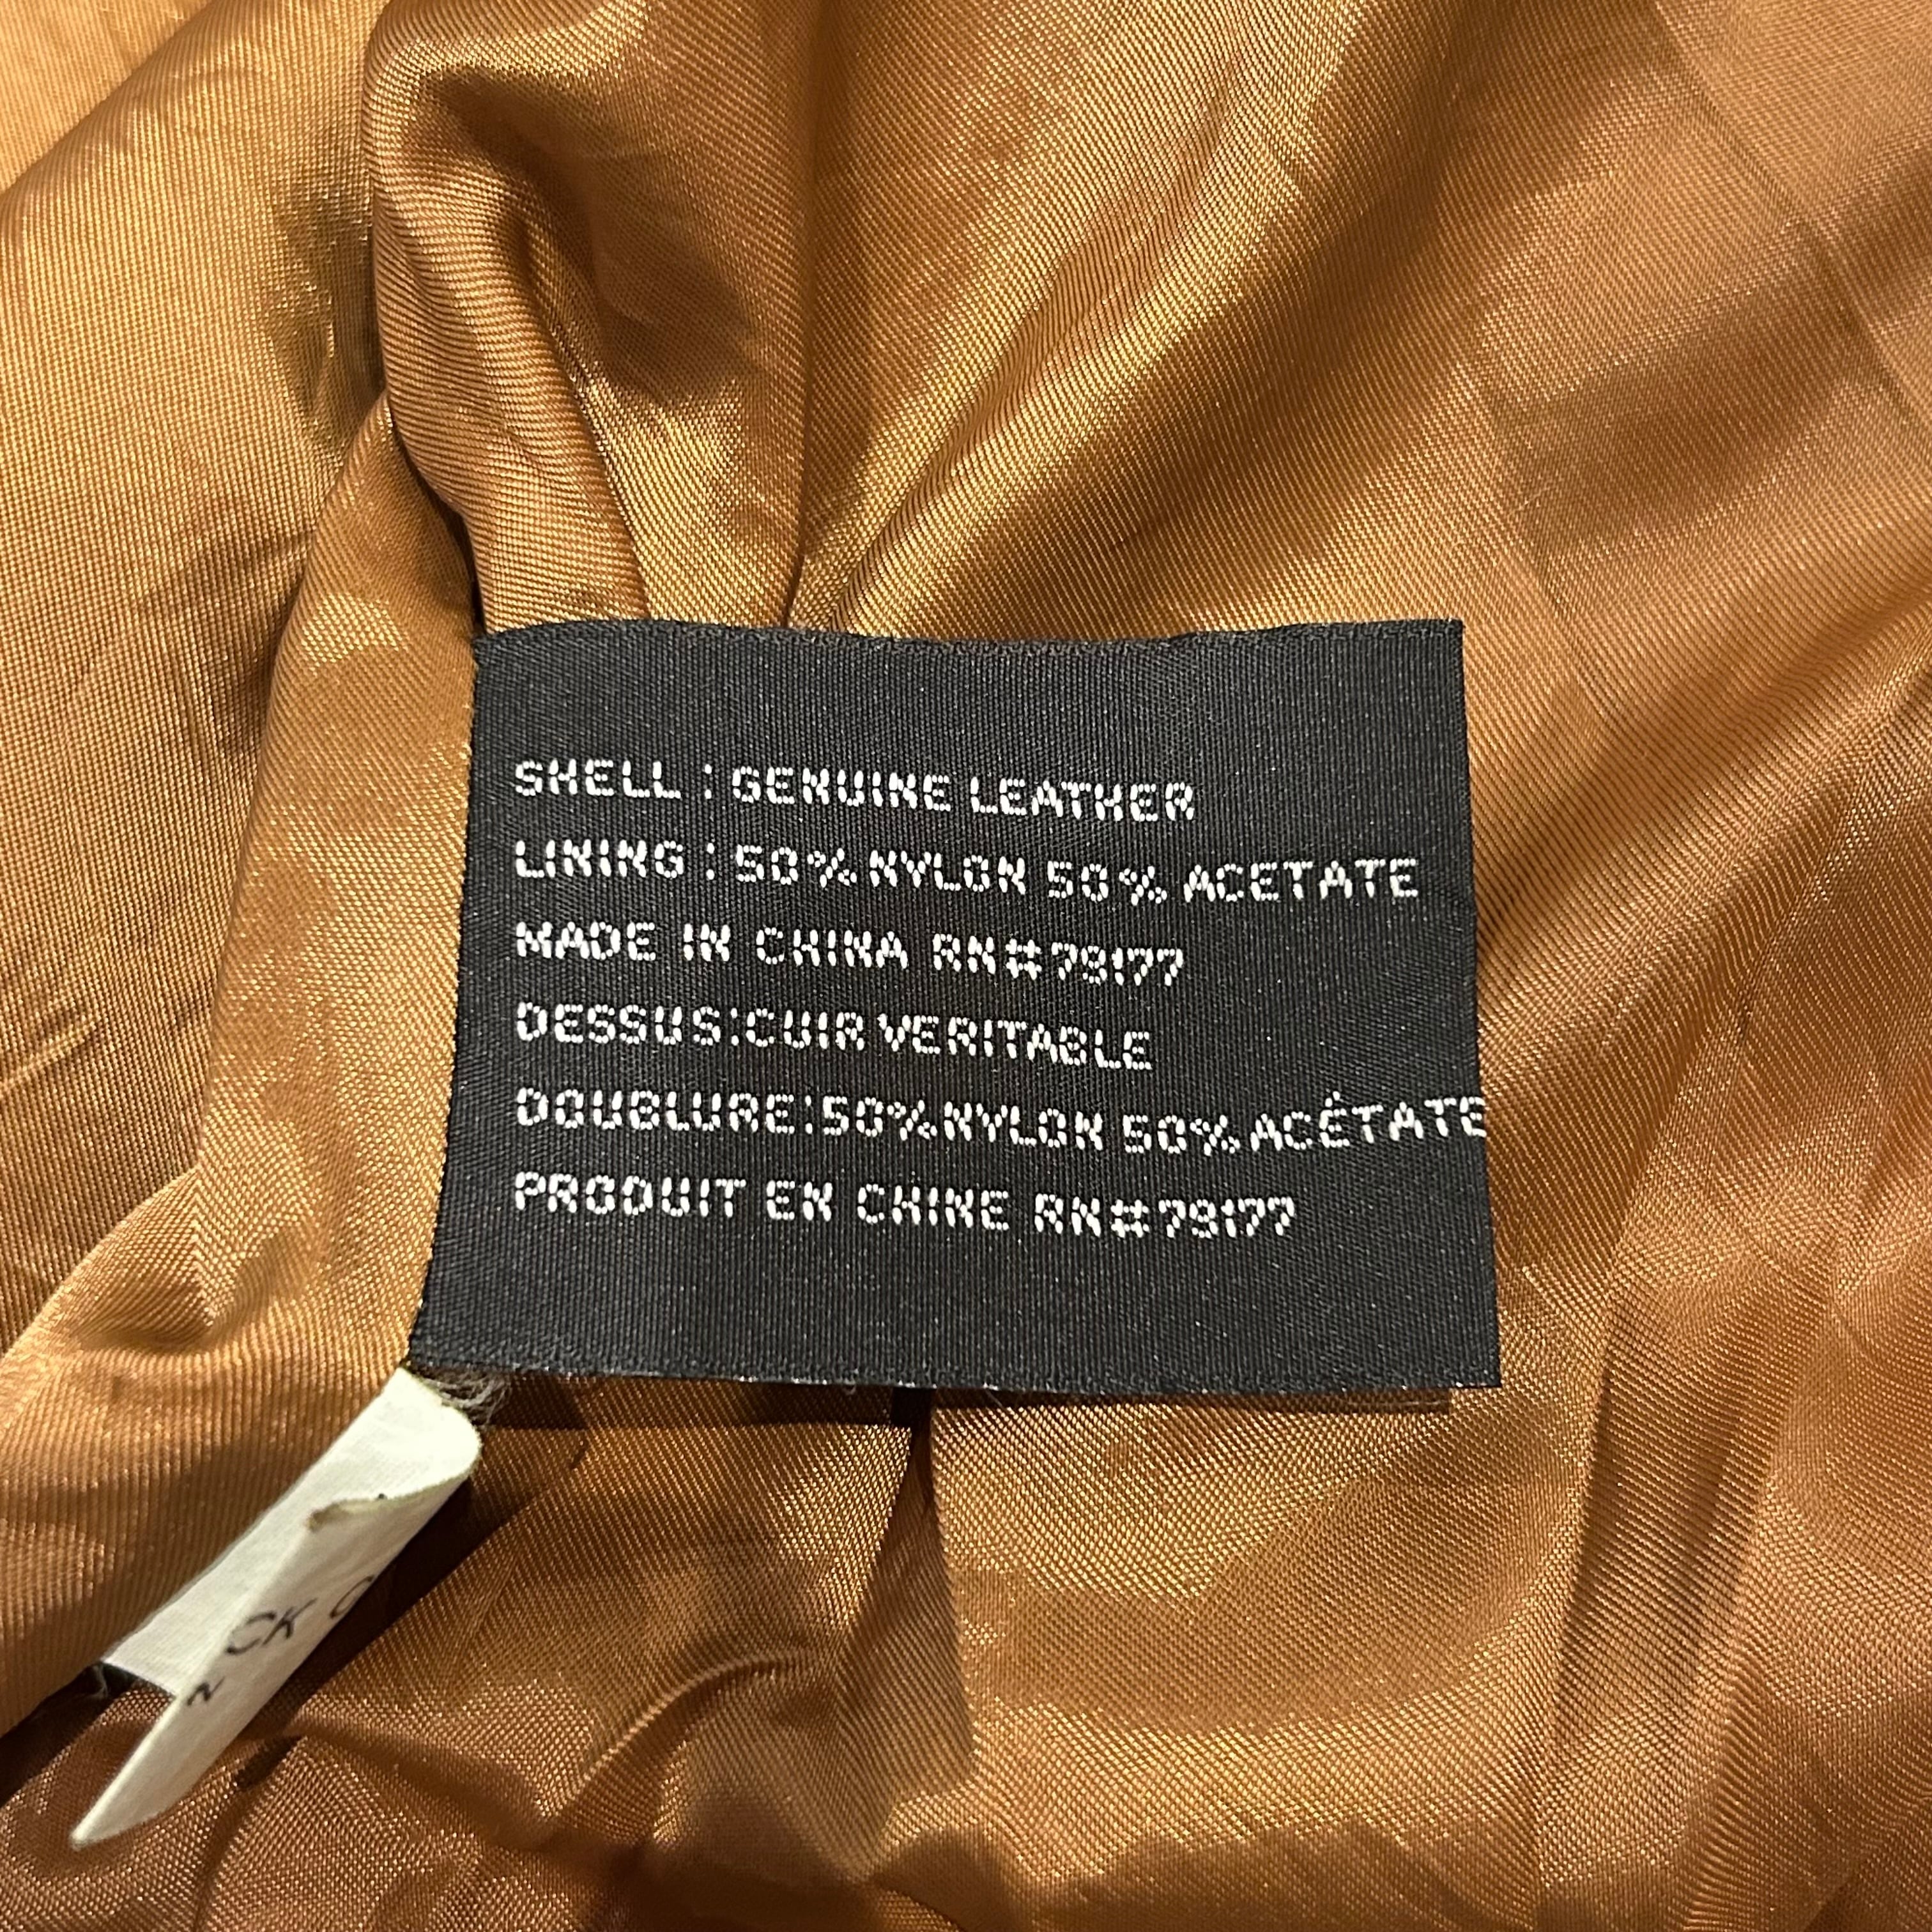 SHELL : GENUINE LEATHER
LINING : 50% NYLON 50% ACETATE
MADE IN CHINA RN#79177
DESSUS:CUIR VERITABLE
DOUBLURE:50%NYLON 50%ACÉTATE
PRODUIT EN CHINE RN#79177